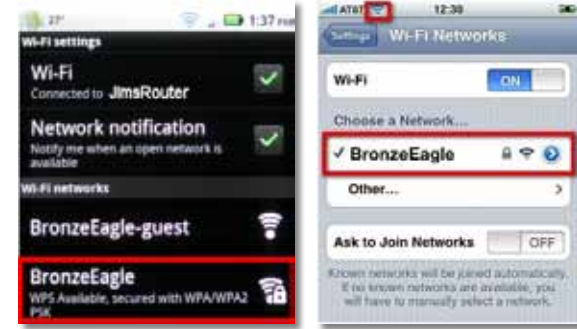 27°
1:37 PM
Wi-Fi settings
Wi-Fi
Connected to JimsRouter
Network notification
Notify me when an open network is
available
Wi-Fi networks
BronzeEagle-guest
BronzeEagle
WPS Available, secured with WPA/WPA2
PSK
AT&T
12:30
Settings
Wi-Fi Networks
Wi-Fi
ON
Choose a Network...
BronzeEagle
Other...
Ask to Join Networks
OFF
Known networks will be joined automatically.
If no known networks are available, you
will have to manually select a network.